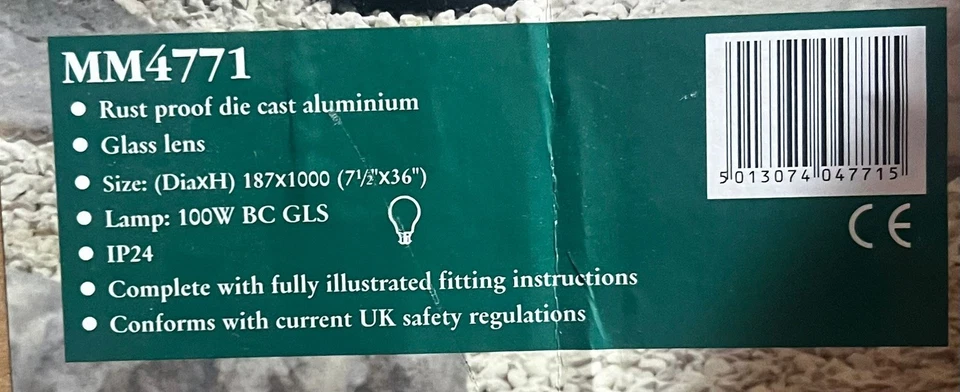 MM4771
• Rust proof die cast aluminium
• Glass lens
• Size: (DiaxH) 187x1000 (7½"x36")
• Lamp: 100W BC GLS
• IP24
• Complete with fully illustrated fitting instructions
• Conforms with current UK safety regulations
5 013074 047715
CE